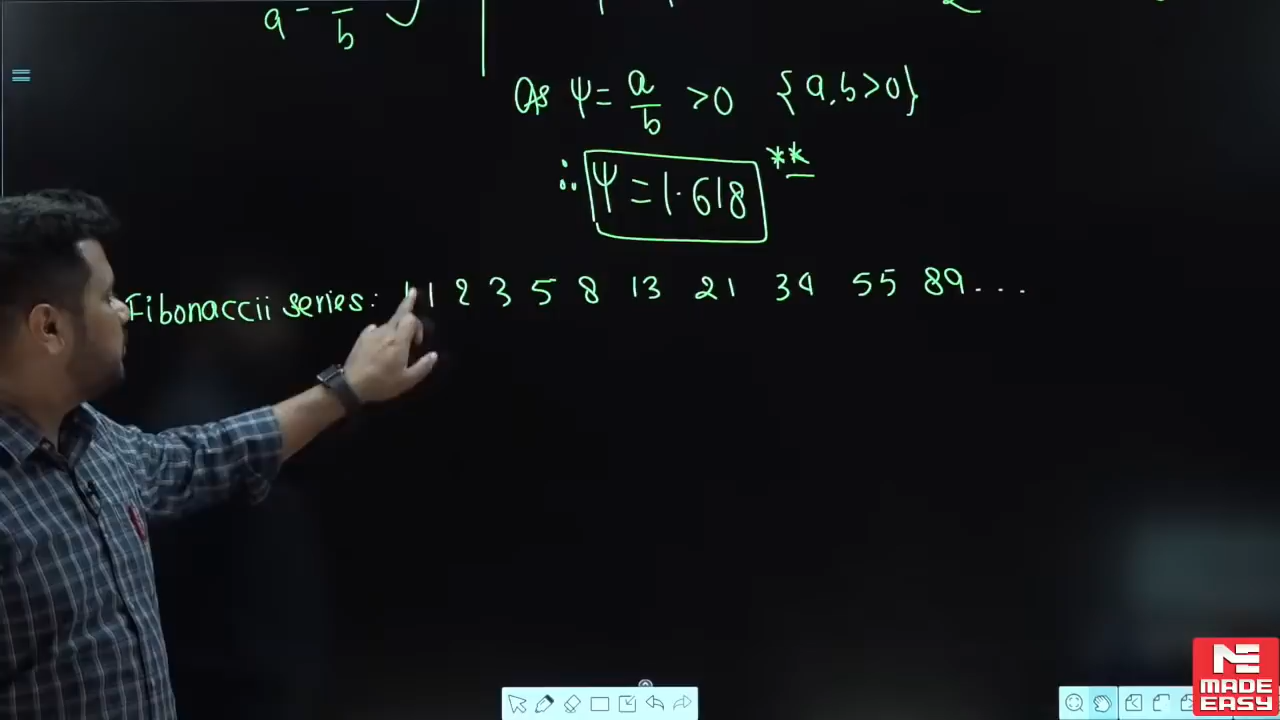 a = — / b
As Ψ = a/b > 0 {a, b > 0}
∴ Ψ = 1.618 **
Fibonaccii series: 1 1 2 3 5 8 13 21 34 55 89 ...
MADE
EASY